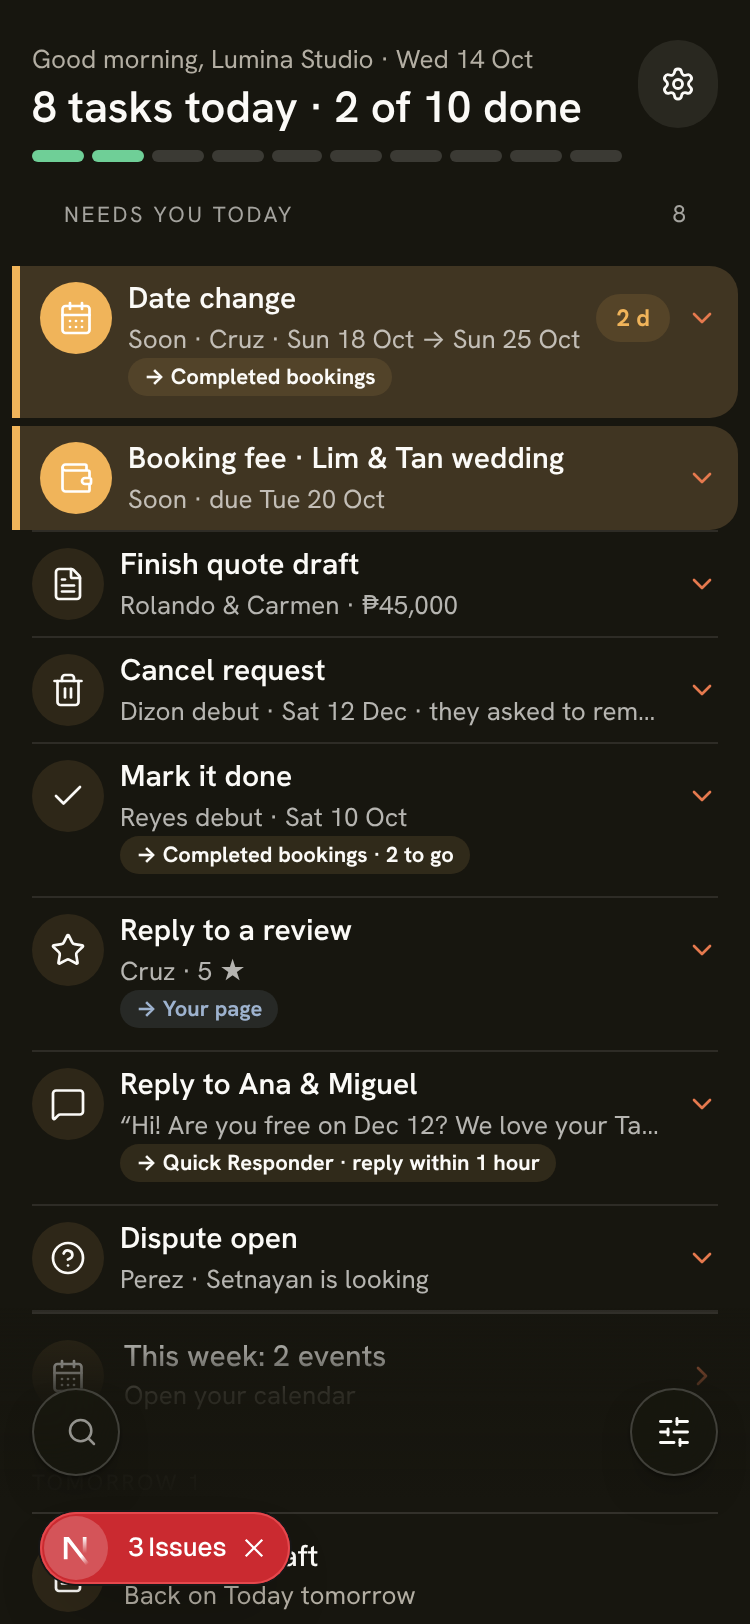 Good morning, Lumina Studio · Wed 14 Oct
8 tasks today · 2 of 10 done
NEEDS YOU TODAY 8
Date change
Soon · Cruz · Sun 18 Oct → Sun 25 Oct
2 d
→ Completed bookings
Booking fee · Lim & Tan wedding
Soon · due Tue 20 Oct
Finish quote draft
Rolando & Carmen · ₱45,000
Cancel request
Dizon debut · Sat 12 Dec · they asked to rem...
Mark it done
Reyes debut · Sat 10 Oct
→ Completed bookings · 2 to go
Reply to a review
Cruz · 5 ★
→ Your page
Reply to Ana & Miguel
“Hi! Are you free on Dec 12? We love your Ta...
→ Quick Responder · reply within 1 hour
Dispute open
Perez · Setnayan is looking
This week: 2 events
Open your calendar
TOMORROW
3 Issues
Back on Today tomorrow